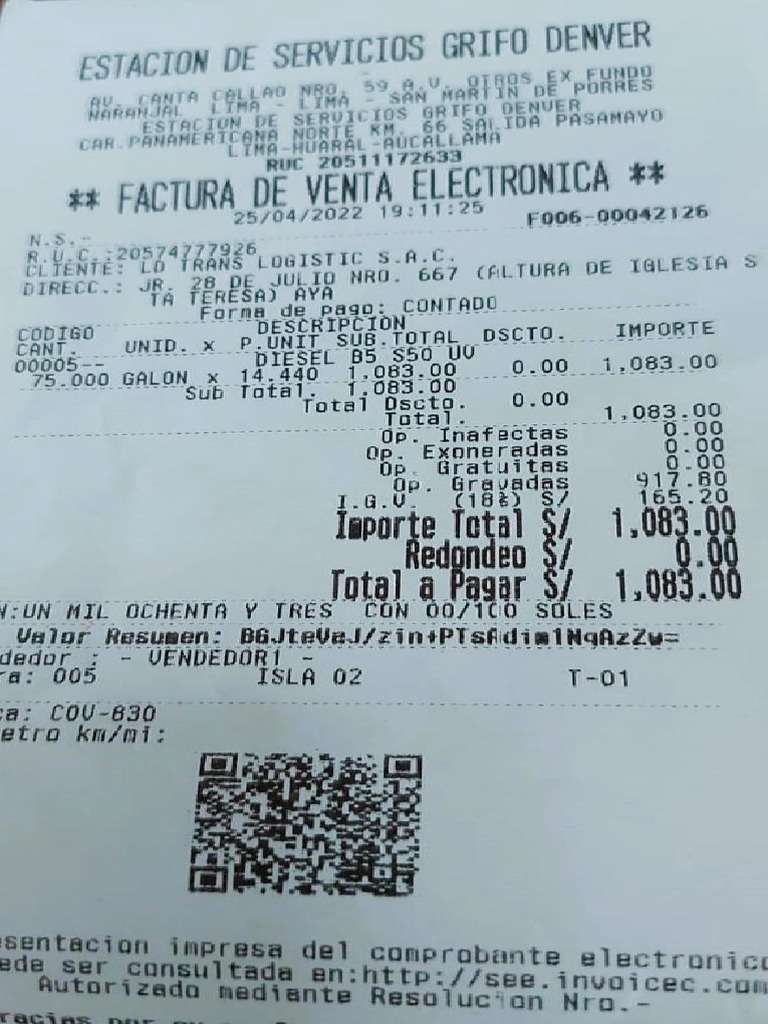 ESTACION DE SERVICIOS GRIFO DENVER
AV. CANTA CALLAO NRO. 59 A.V. OTROS EX FUNDO
NARANJAL LIMA - LIMA - SAN MARTIN DE PORRES
ESTACION DE SERVICIOS GRIFO DENVER
CAR.PANAMERICANA NORTE KM. 66 SALIDA PASAMAYO
LIMA-HUARAL-AUCALLAMA
RUC 20511172633
** FACTURA DE VENTA ELECTRONICA **
25/04/2022 19:11:25 F006-00042126
N.S.-
R.U.C.:20574777926
CLIENTE: LD TRANS LOGISTIC S.A.C.
DIRECC.: JR. 28 DE JULIO NRO. 667 (ALTURA DE IGLESIA S
TA TERESA) AYA
Forma de pago: CONTADO
CODIGO DESCRIPCION
CANT. UNID. x P.UNIT SUB.TOTAL DSCTO. IMPORTE
00005-- DIESEL B5 S50 UV
75.000 GALON x 14.440 1,083.00 0.00 1,083.00
Sub Total. 1,083.00
Total Dscto. 0.00
Total. 1,083.00
Op. Inafectas 0.00
Op. Exoneradas 0.00
Op. Gratuitas 0.00
Op. Gravadas 917.80
I.G.V. (18%) S/ 165.20
Importe Total S/ 1,083.00
Redondeo S/ 0.00
Total a Pagar S/ 1,083.00
N:UN MIL OCHENTA Y TRES CON 00/100 SOLES
Valor Resumen:
dedor : - VENDEDOR1 -
ra: 005 ISLA 02 T-01
ca: COV-830
etro km/mi:
esentacion impresa del comprobante electronico
ede ser consultada en:http://see.invoicec.com
Autorizado mediante Resolucion Nro.-
racias por su